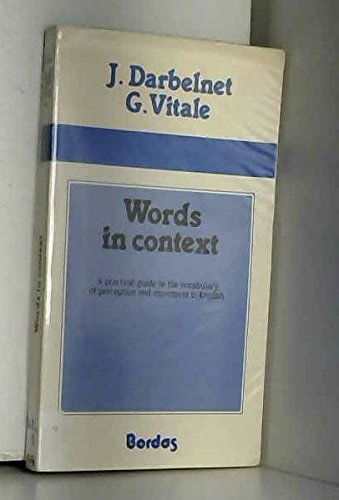 J. Darbelnet
G. Vitale
Words
in context
A practical guide to the vocabulary
of perception and movement in English
Bordas
Words in context